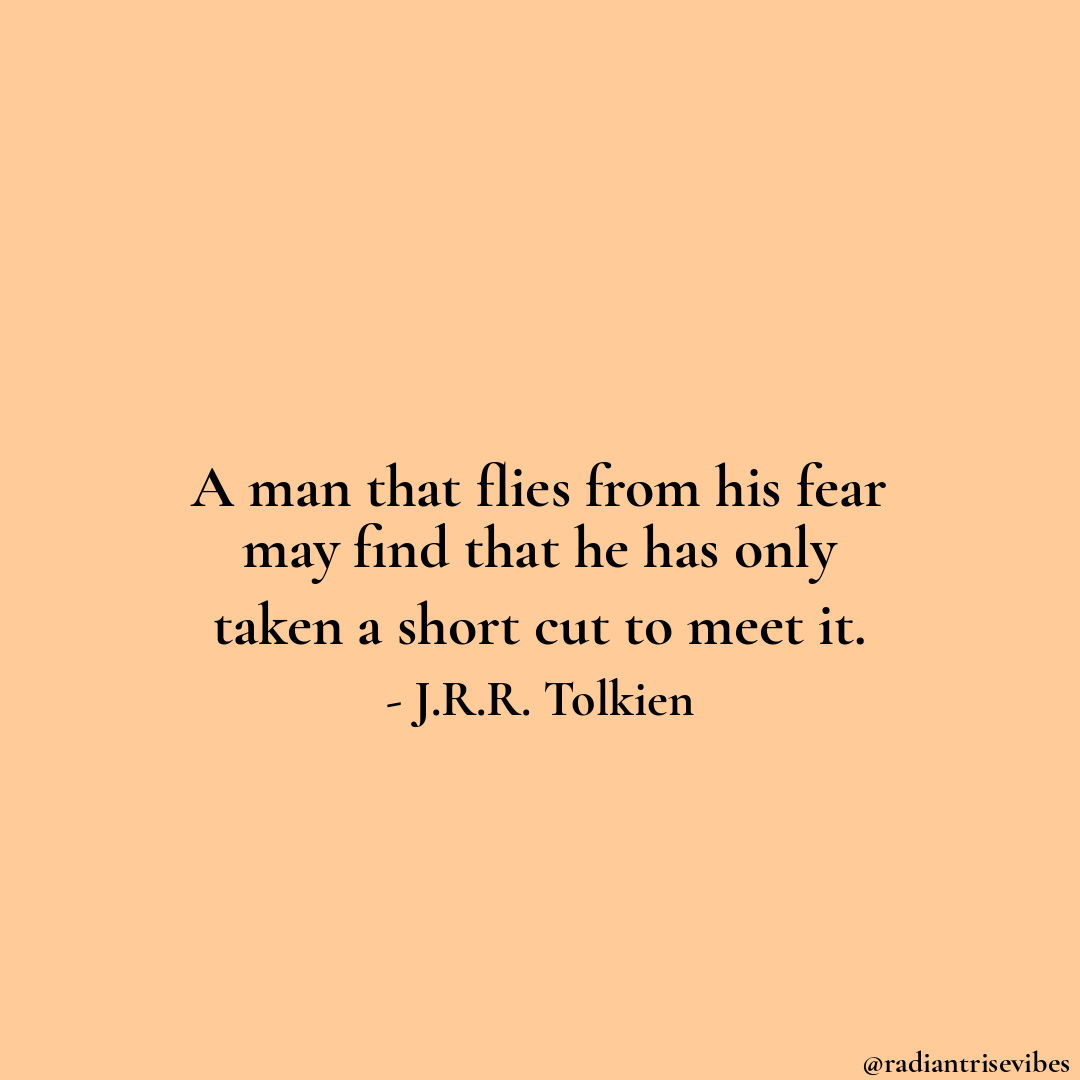 A man that flies from his fear
may find that he has only
taken a short cut to meet it.
- J.R.R. Tolkien
@radiantrisevibes